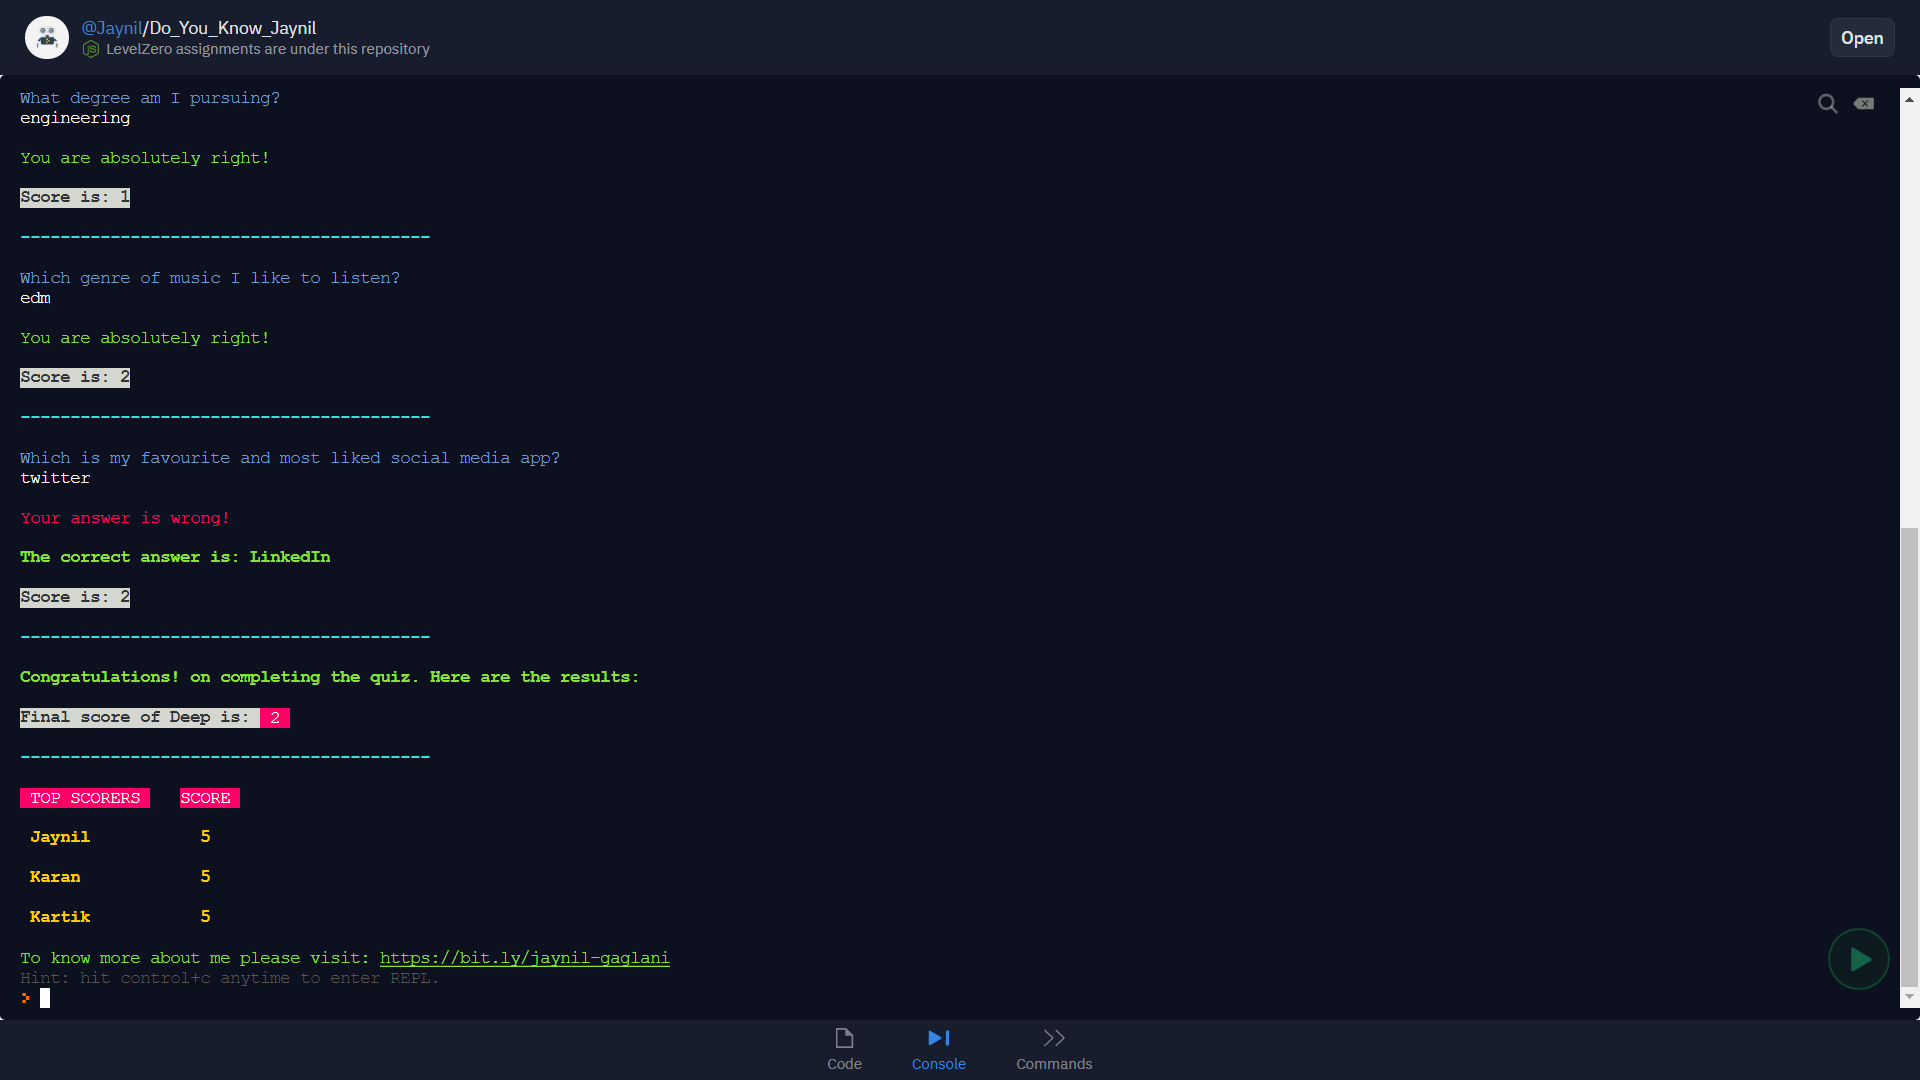 @Jaynil/Do_You_Know_Jaynil
JS LevelZero assignments are under this repository
Open
What degree am I pursuing?
engineering
You are absolutely right!
Score is: 1
-----------------------------------------
Which genre of music I like to listen?
edm
You are absolutely right!
Score is: 2
-----------------------------------------
Which is my favourite and most liked social media app?
twitter
Your answer is wrong!
The correct answer is: LinkedIn
Score is: 2
-----------------------------------------
Congratulations! on completing the quiz. Here are the results:
Final score of Deep is: 2
-----------------------------------------
TOP SCORERS SCORE
Jaynil 5
Karan 5
Kartik 5
To know more about me please visit: https://bit.ly/jaynil-gaglani
Hint: hit control+c anytime to enter REPL.
>
Code Console Commands